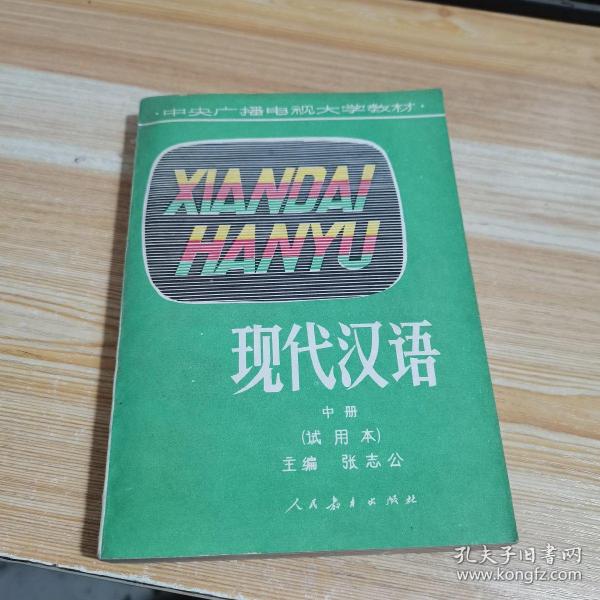 ·中央广播电视大学教材·
XIANDAI
HANYU
现代汉语
中册
(试用本)
主编 张志公
人民教育出版社
孔夫子旧书网
www.kongfz.com